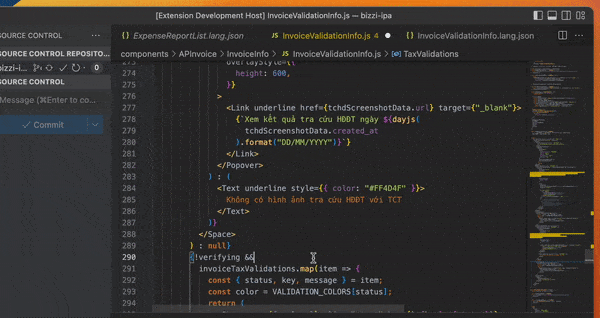 [Extension Development Host] InvoiceValidationInfo.js — bizzi-ipa
SOURCE CONTROL
ExpenseReportList.lang.json
InvoiceValidationInfo.js 4
InvoiceValidationInfo.lang.json
SOURCE CONTROL REPOSITO...
components > APInvoice > InvoiceInfo > InvoiceValidationInfo.js > TaxValidations
bizzi-i...
0
SOURCE CONTROL
Message (⌘Enter to co...
Commit
273 overlayStyle={{
274 height: 600,
275 }}
276 >
277 <Link underline href={tchdScreenshotData.url} target={"_blank"}>
278 {`Xem kết quả tra cứu HĐĐT ngày ${dayjs(
279 tchdScreenshotData.created_at
280 ).format("DD/MM/YYYY")}`}
281 </Link>
282 </Popover>
283 ) : (
284 <Text underline style={{ color: "#FF4D4F" }}>
285 Không có hình ảnh tra cứu HĐĐT với TCT
286 </Text>
287 )}
288 </Space>
289 ) : null}
290 {!verifying &&
291 invoiceTaxValidations.map(item => {
292 const { status, key, message } = item;
293 const color = VALIDATION_COLORS[status];
294 return (